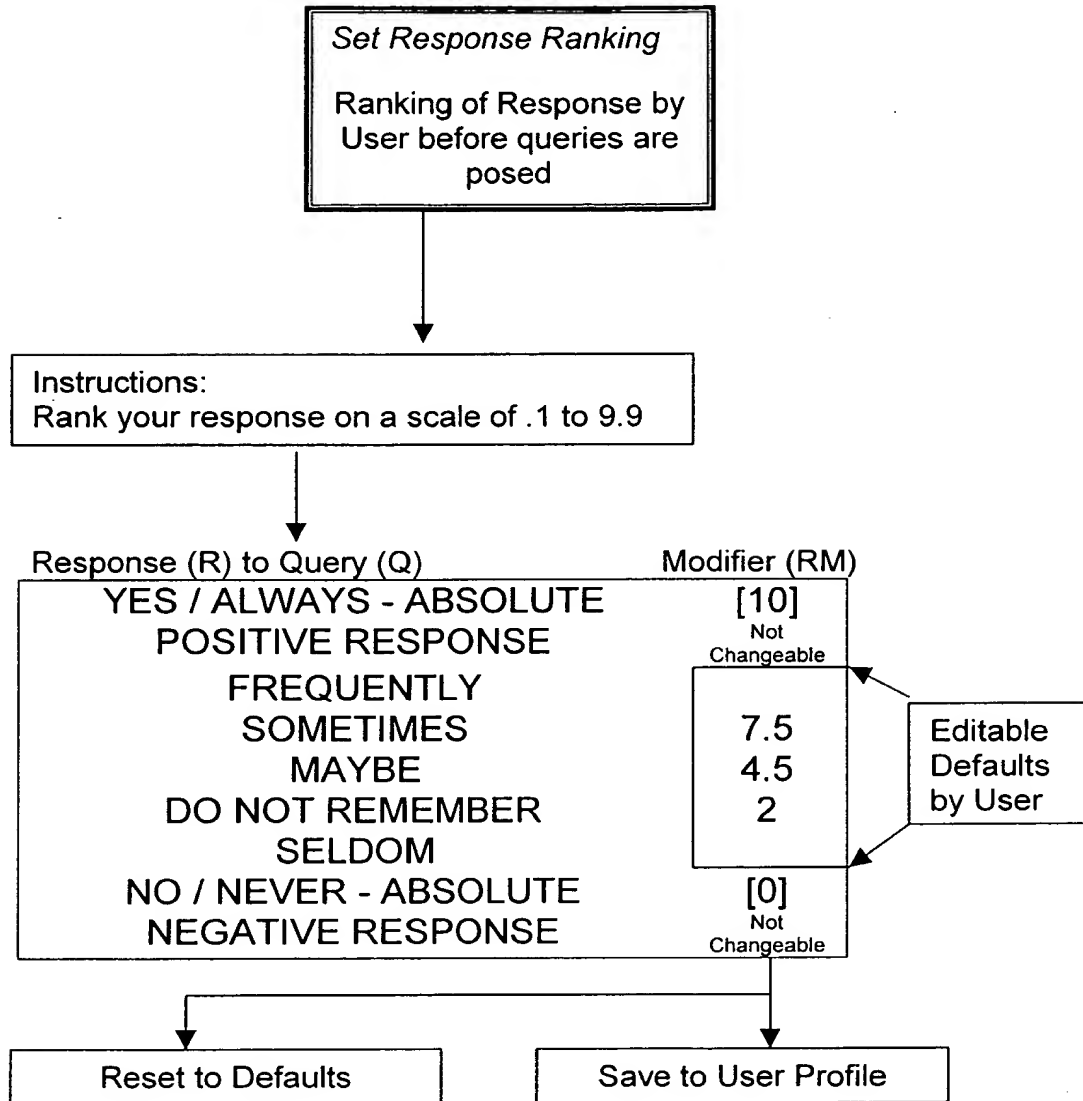 Set Response Ranking
Ranking of Response by
User before queries are
posed
Instructions:
Rank your response on a scale of .1 to 9.9
Response (R) to Query (Q) Modifier (RM)
YES / ALWAYS - ABSOLUTE [10]
POSITIVE RESPONSE Not
Changeable
FREQUENTLY
SOMETIMES 7.5
MAYBE 4.5
DO NOT REMEMBER 2
SELDOM
NO / NEVER - ABSOLUTE [0]
NEGATIVE RESPONSE Not
Changeable
Editable
Defaults
by User
Reset to Defaults
Save to User Profile